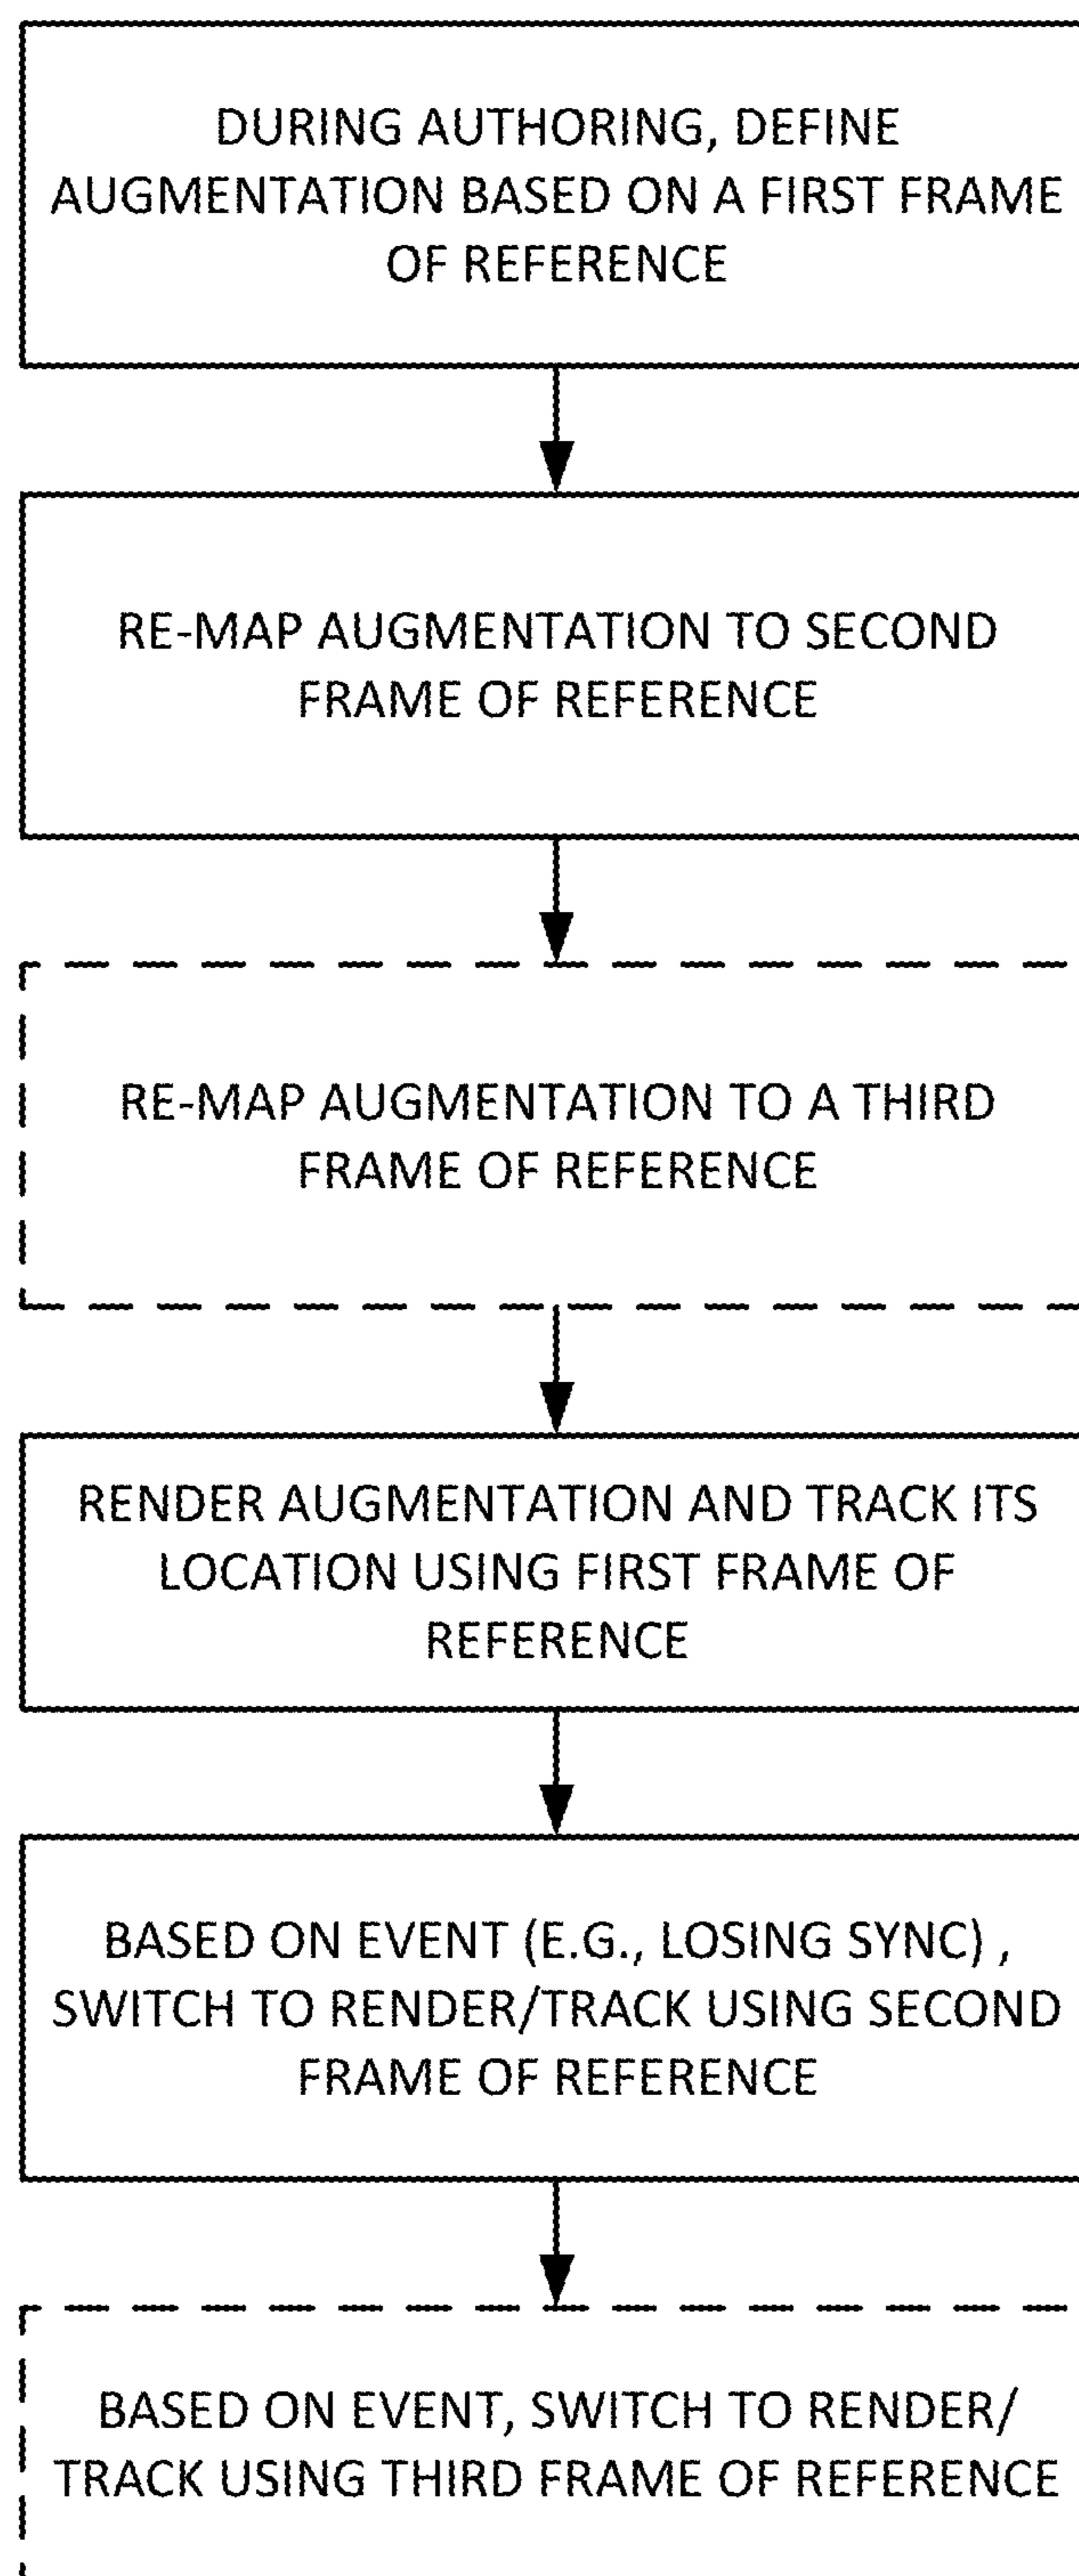 DURING AUTHORING, DEFINE
AUGMENTATION BASED ON A FIRST FRAME
OF REFERENCE
RE-MAP AUGMENTATION TO SECOND
FRAME OF REFERENCE
RE-MAP AUGMENTATION TO A THIRD
FRAME OF REFERENCE
RENDER AUGMENTATION AND TRACK ITS
LOCATION USING FIRST FRAME OF
REFERENCE
BASED ON EVENT (E.G., LOSING SYNC) ,
SWITCH TO RENDER/TRACK USING SECOND
FRAME OF REFERENCE
BASED ON EVENT, SWITCH TO RENDER/
TRACK USING THIRD FRAME OF REFERENCE